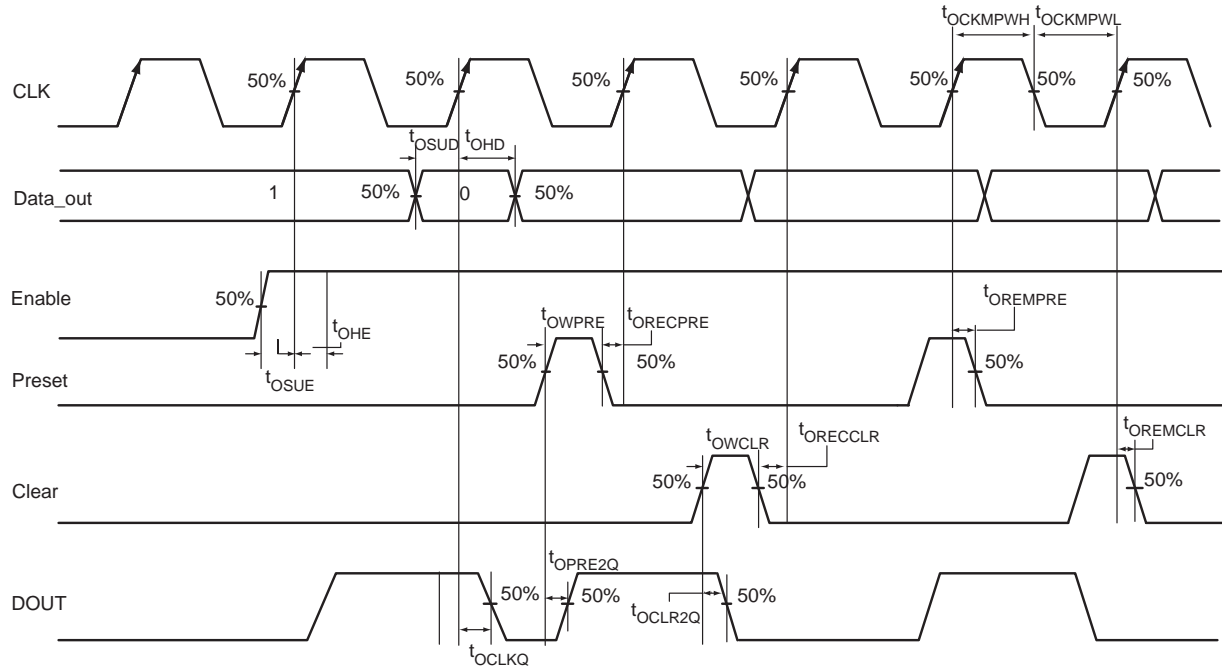 tOCKMPWH tOCKMPWL
CLK 50% 50% 50% 50% 50% 50% 50%
tOSUD tOHD
Data_out 1 50% 0 50%
Enable 50%
tOHE tOWPRE tORECPRE tOREMPRE
Preset tOSUE 50% 50% 50%
tOWCLR tORECCLR tOREMCLR
Clear 50% 50% 50%
tOPRE2Q
DOUT 50% 50% 50%
tOCLR2Q
tOCLKQ